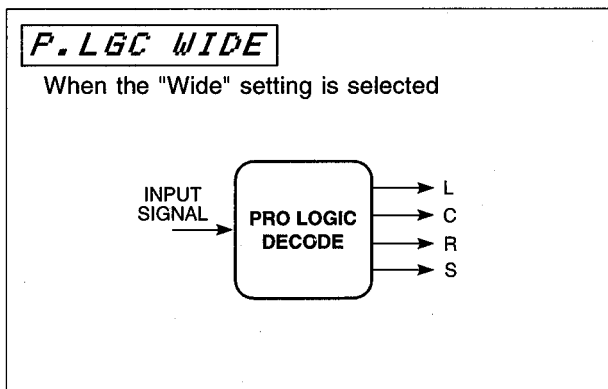 P.LGC WIDE
When the "Wide" setting is selected
INPUT
SIGNAL
PRO LOGIC
DECODE
L
C
R
S